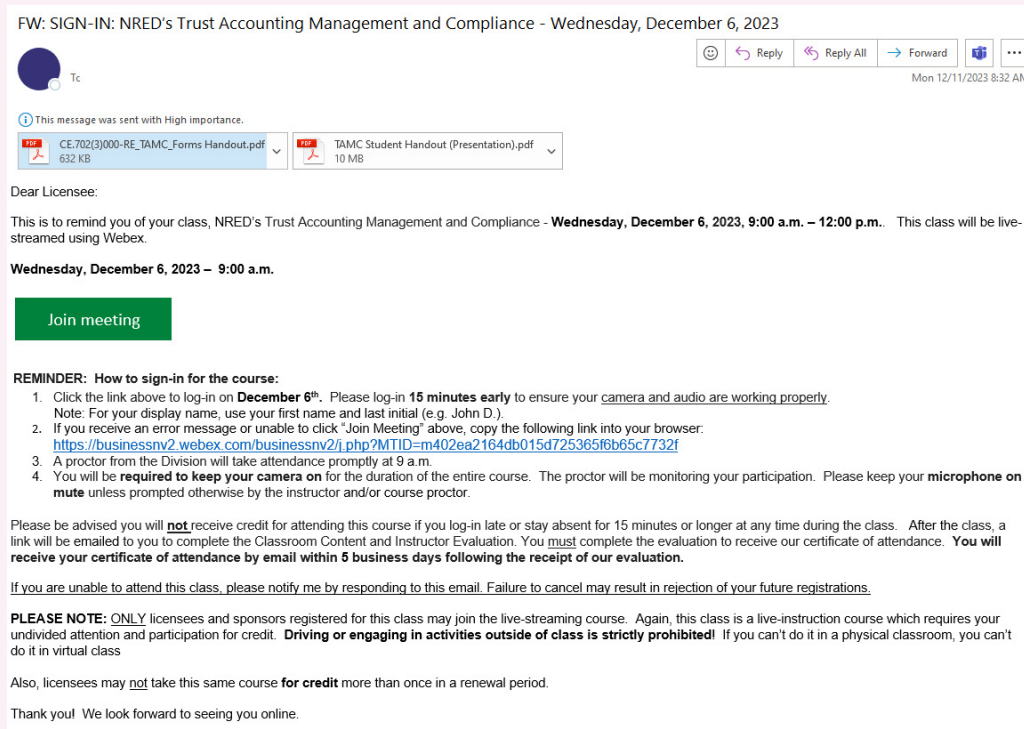 FW: SIGN-IN: NRED's Trust Accounting Management and Compliance - Wednesday, December 6, 2023
Reply
Reply All
Forward
Tc
Mon 12/11/2023 8:32 AM
This message was sent with High importance.
PDF
CE.702(3)000-RE_TAMC_Forms Handout.pdf
632 KB
PDF
TAMC Student Handout (Presentation).pdf
10 MB
Dear Licensee:
This is to remind you of your class, NRED's Trust Accounting Management and Compliance - Wednesday, December 6, 2023, 9:00 a.m. – 12:00 p.m.. This class will be live-
streamed using Webex.
Wednesday, December 6, 2023 – 9:00 a.m.
Join meeting
REMINDER: How to sign-in for the course:
1. Click the link above to log-in on December 6th. Please log-in 15 minutes early to ensure your camera and audio are working properly.
Note: For your display name, use your first name and last initial (e.g. John D.).
2. If you receive an error message or unable to click "Join Meeting" above, copy the following link into your browser:
https://businessnv2.webex.com/businessnv2/j.php?MTID=m402ea2164db015d725365f6b65c7732f
3. A proctor from the Division will take attendance promptly at 9 a.m.
4. You will be required to keep your camera on for the duration of the entire course. The proctor will be monitoring your participation. Please keep your microphone on
mute unless prompted otherwise by the instructor and/or course proctor.
Please be advised you will not receive credit for attending this course if you log-in late or stay absent for 15 minutes or longer at any time during the class. After the class, a
link will be emailed to you to complete the Classroom Content and Instructor Evaluation. You must complete the evaluation to receive our certificate of attendance. You will
receive your certificate of attendance by email within 5 business days following the receipt of our evaluation.
If you are unable to attend this class, please notify me by responding to this email. Failure to cancel may result in rejection of your future registrations.
PLEASE NOTE: ONLY licensees and sponsors registered for this class may join the live-streaming course. Again, this class is a live-instruction course which requires your
undivided attention and participation for credit. Driving or engaging in activities outside of class is strictly prohibited! If you can't do it in a physical classroom, you can't
do it in virtual class
Also, licensees may not take this same course for credit more than once in a renewal period.
Thank you! We look forward to seeing you online.